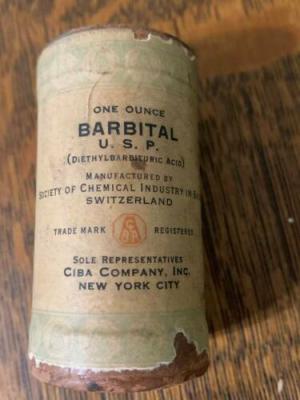 ONE OUNCE
BARBITAL
U. S. P.
(DIETHYLBARBITURIC ACID)
MANUFACTURED BY
SOCIETY OF CHEMICAL INDUSTRY IN
SWITZERLAND
TRADE MARK REGISTERED
SOLE REPRESENTATIVES
CIBA COMPANY, INC.
NEW YORK CITY